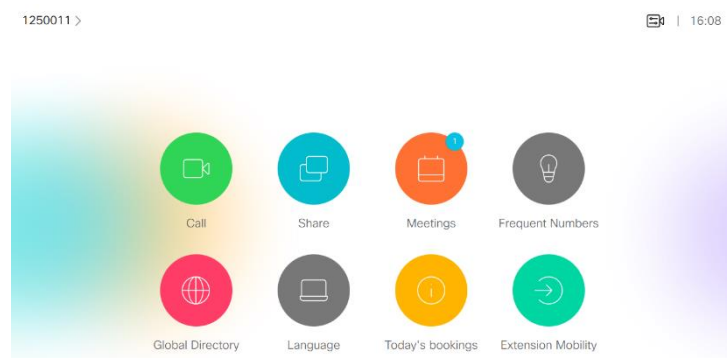 1250011 >
16:08
1
Call
Share
Meetings
Frequent Numbers
Global Directory
Language
Today's bookings
Extension Mobility